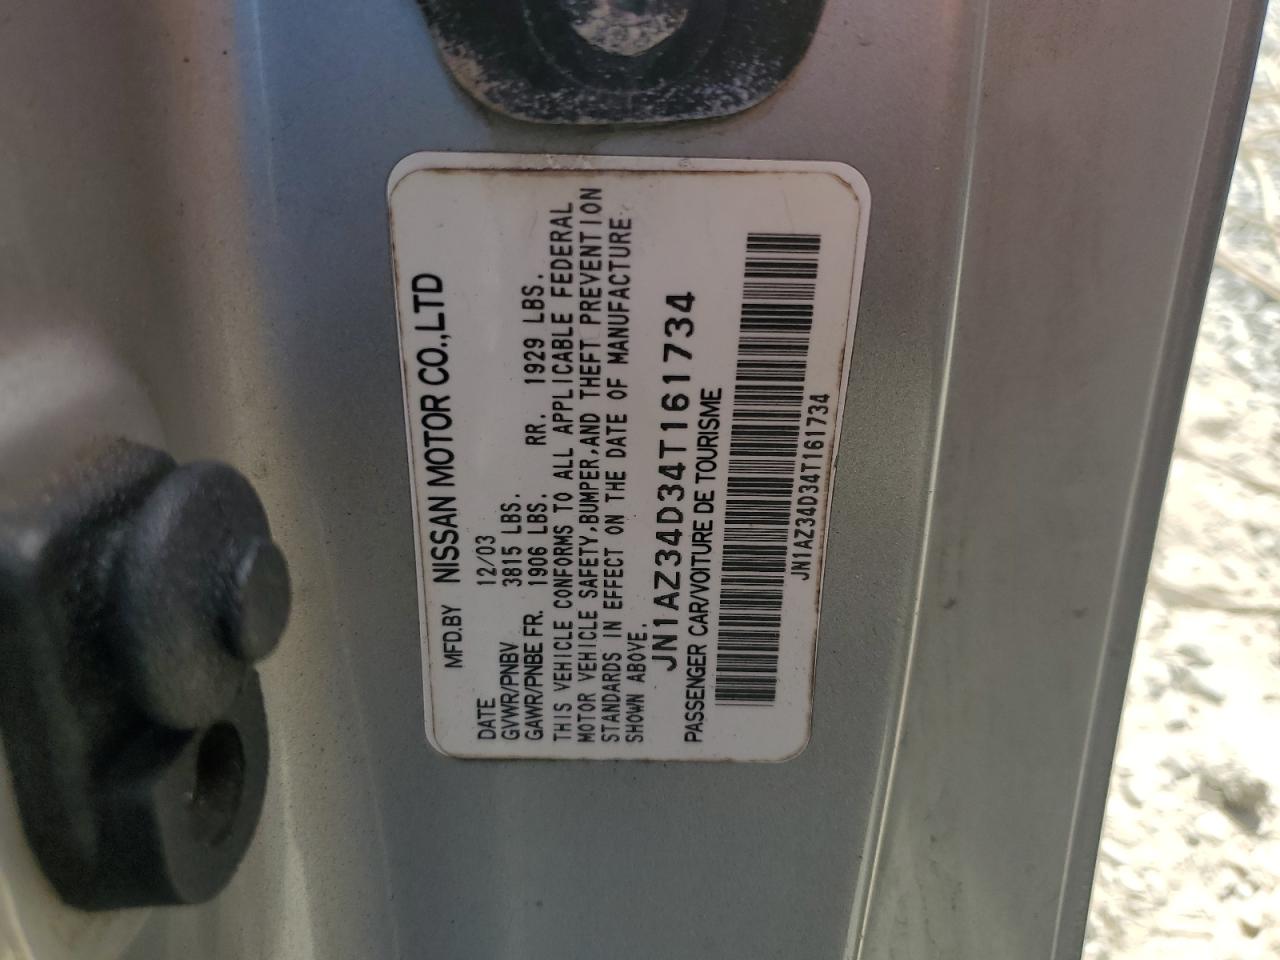 MFD.BY NISSAN MOTOR CO.,LTD
DATE 12/03
GVWR/PNBV 3815 LBS.
GAWR/PNBE FR. 1906 LBS. RR. 1929 LBS.
THIS VEHICLE CONFORMS TO ALL APPLICABLE FEDERAL
MOTOR VEHICLE SAFETY,BUMPER,AND THEFT PREVENTION
STANDARDS IN EFFECT ON THE DATE OF MANUFACTURE
SHOWN ABOVE.
JN1AZ34D34T161734
PASSENGER CAR/VOITURE DE TOURISME
JN1AZ34D34T161734